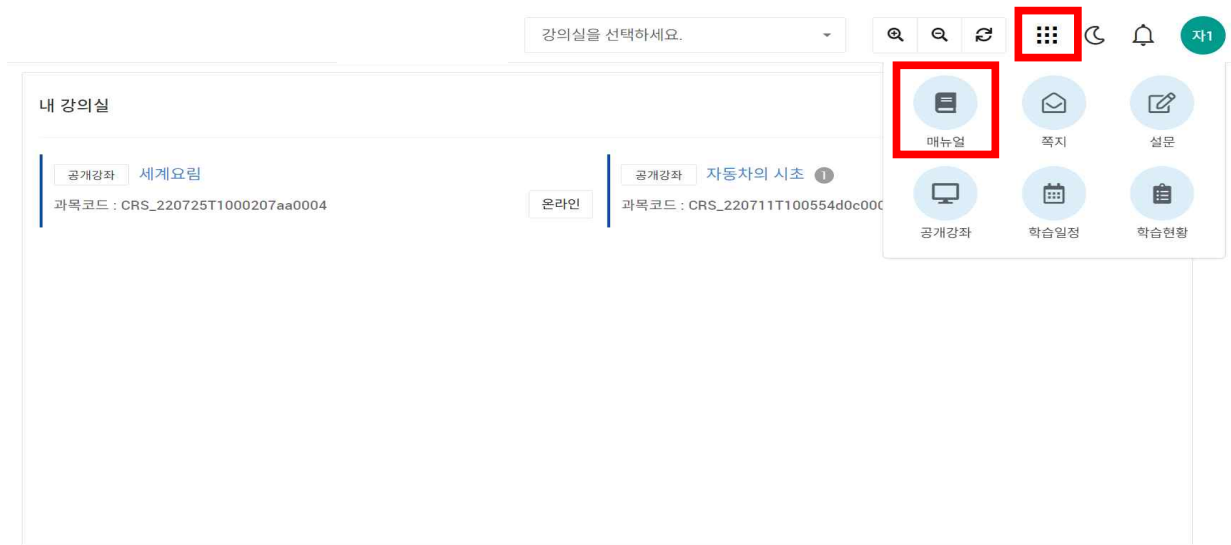 강의실을 선택하세요.
자1
내 강의실
매뉴얼
쪽지
설문
공개강좌 세계요림
과목코드 : CRS_220725T1000207aa0004
온라인
공개강좌 자동차의 시초 1
과목코드 : CRS_220711T100554d0c000
공개강좌
학습일정
학습현황